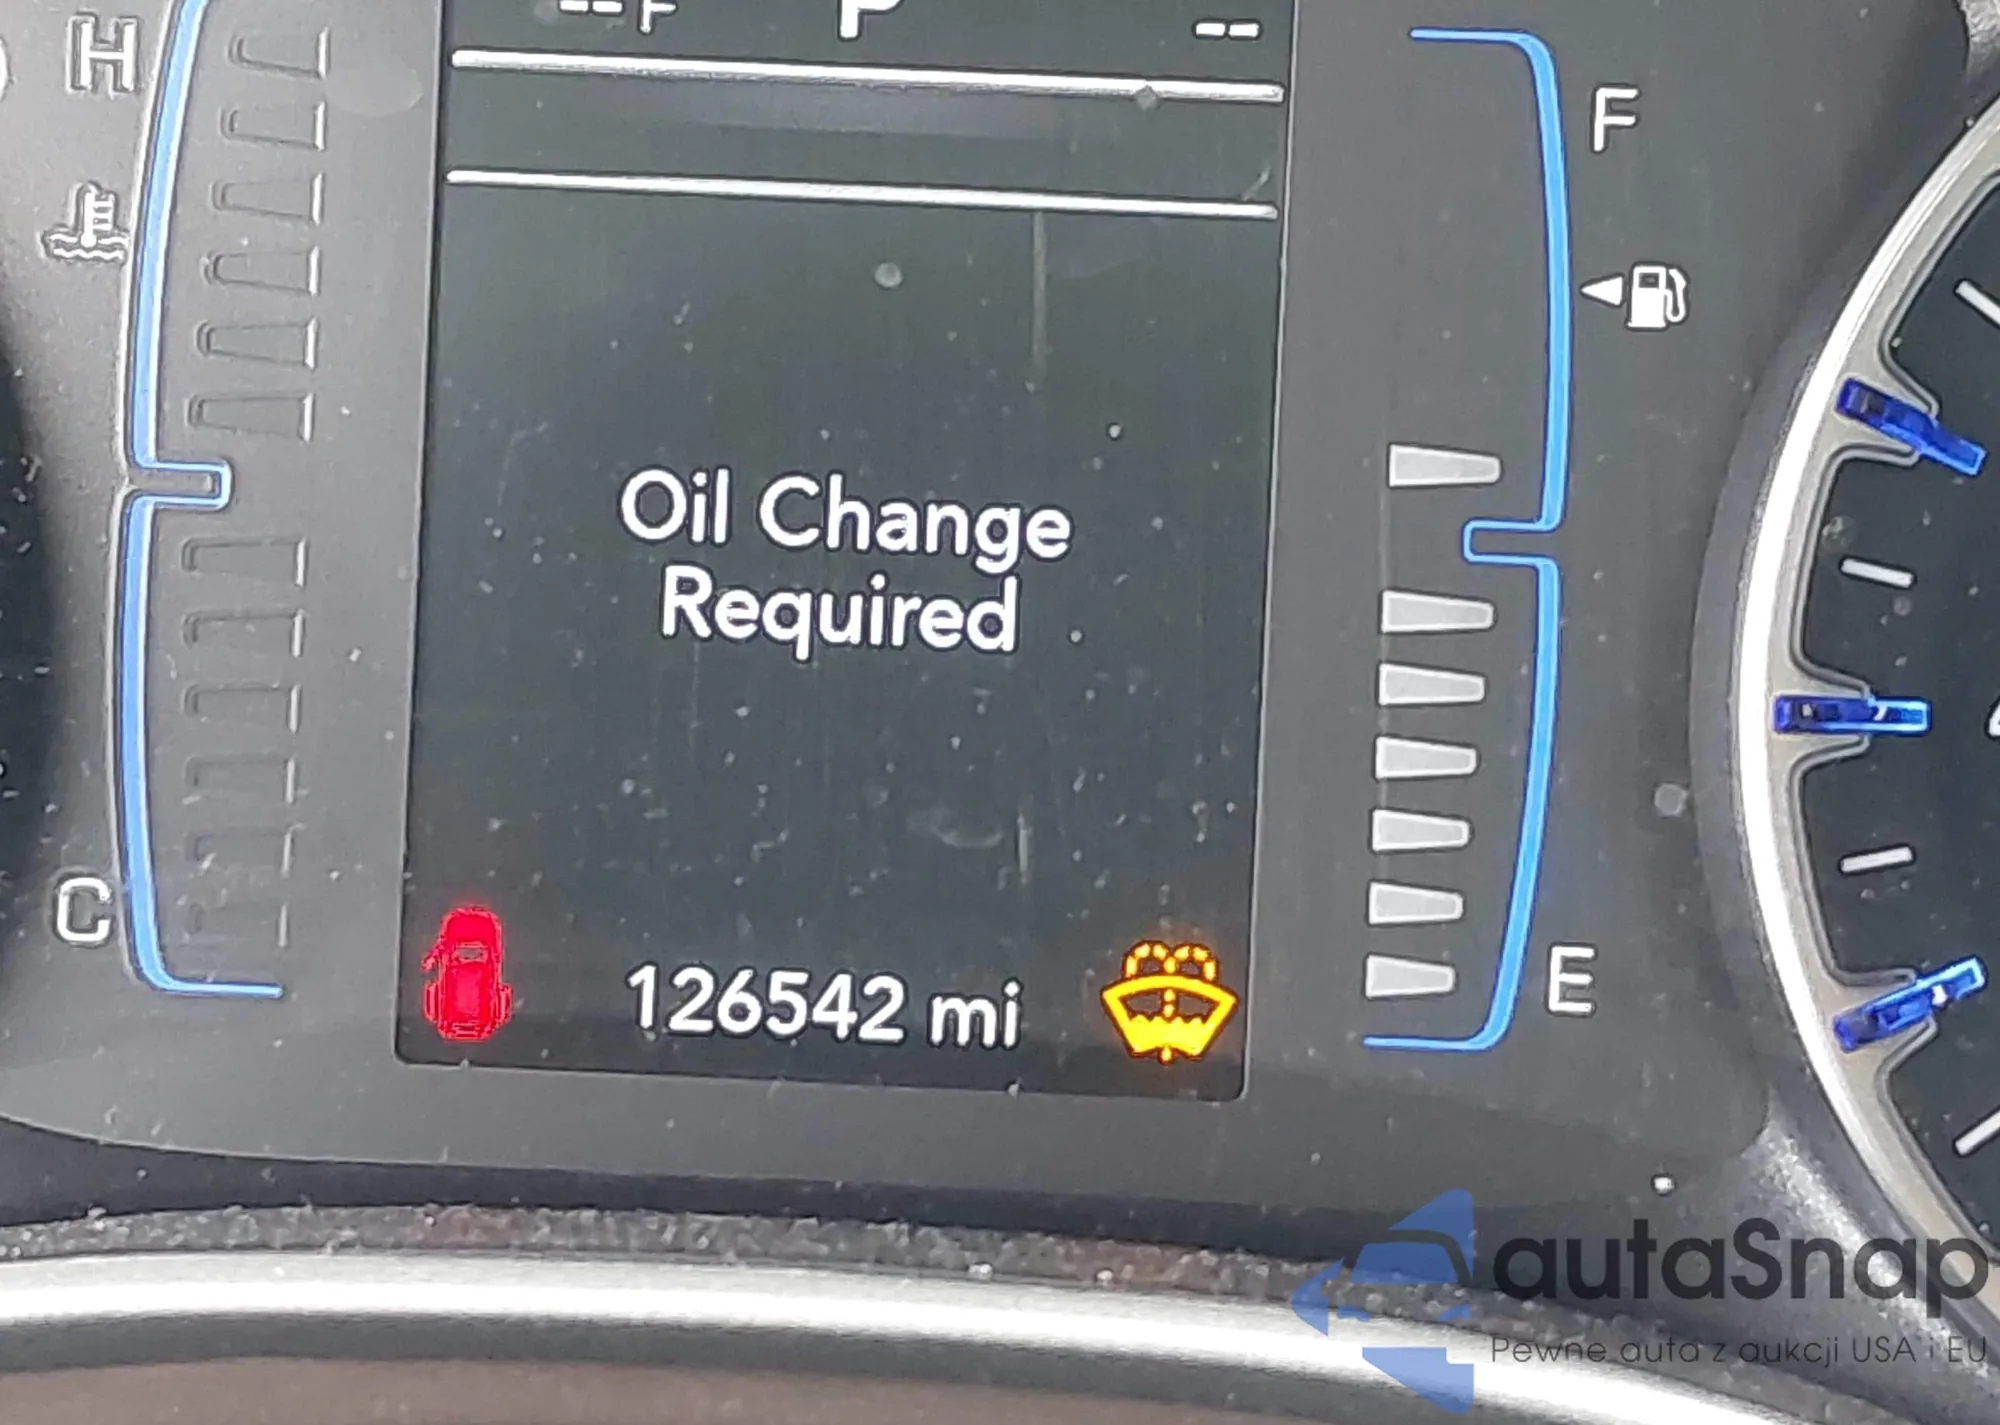 H
--F P --
F
Oil Change
Required
C
E
126542 mi
autaSnap
Pewne auta z aukcji USA i EU